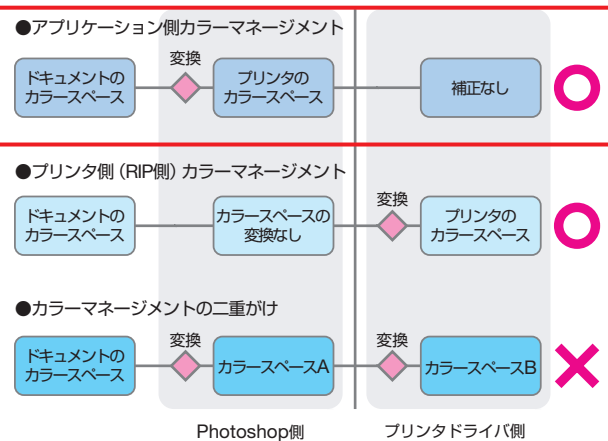 ●アプリケーション側カラーマネージメント
変換
ドキュメントの
カラースペース
プリンタの
カラースペース
補正なし
●プリンタ側（RIP側）カラーマネージメント
変換
ドキュメントの
カラースペース
カラースペースの
変換なし
プリンタの
カラースペース
●カラーマネージメントの二重がけ
変換
変換
ドキュメントの
カラースペース
カラースペースA
カラースペースB
Photoshop側
プリンタドライバ側